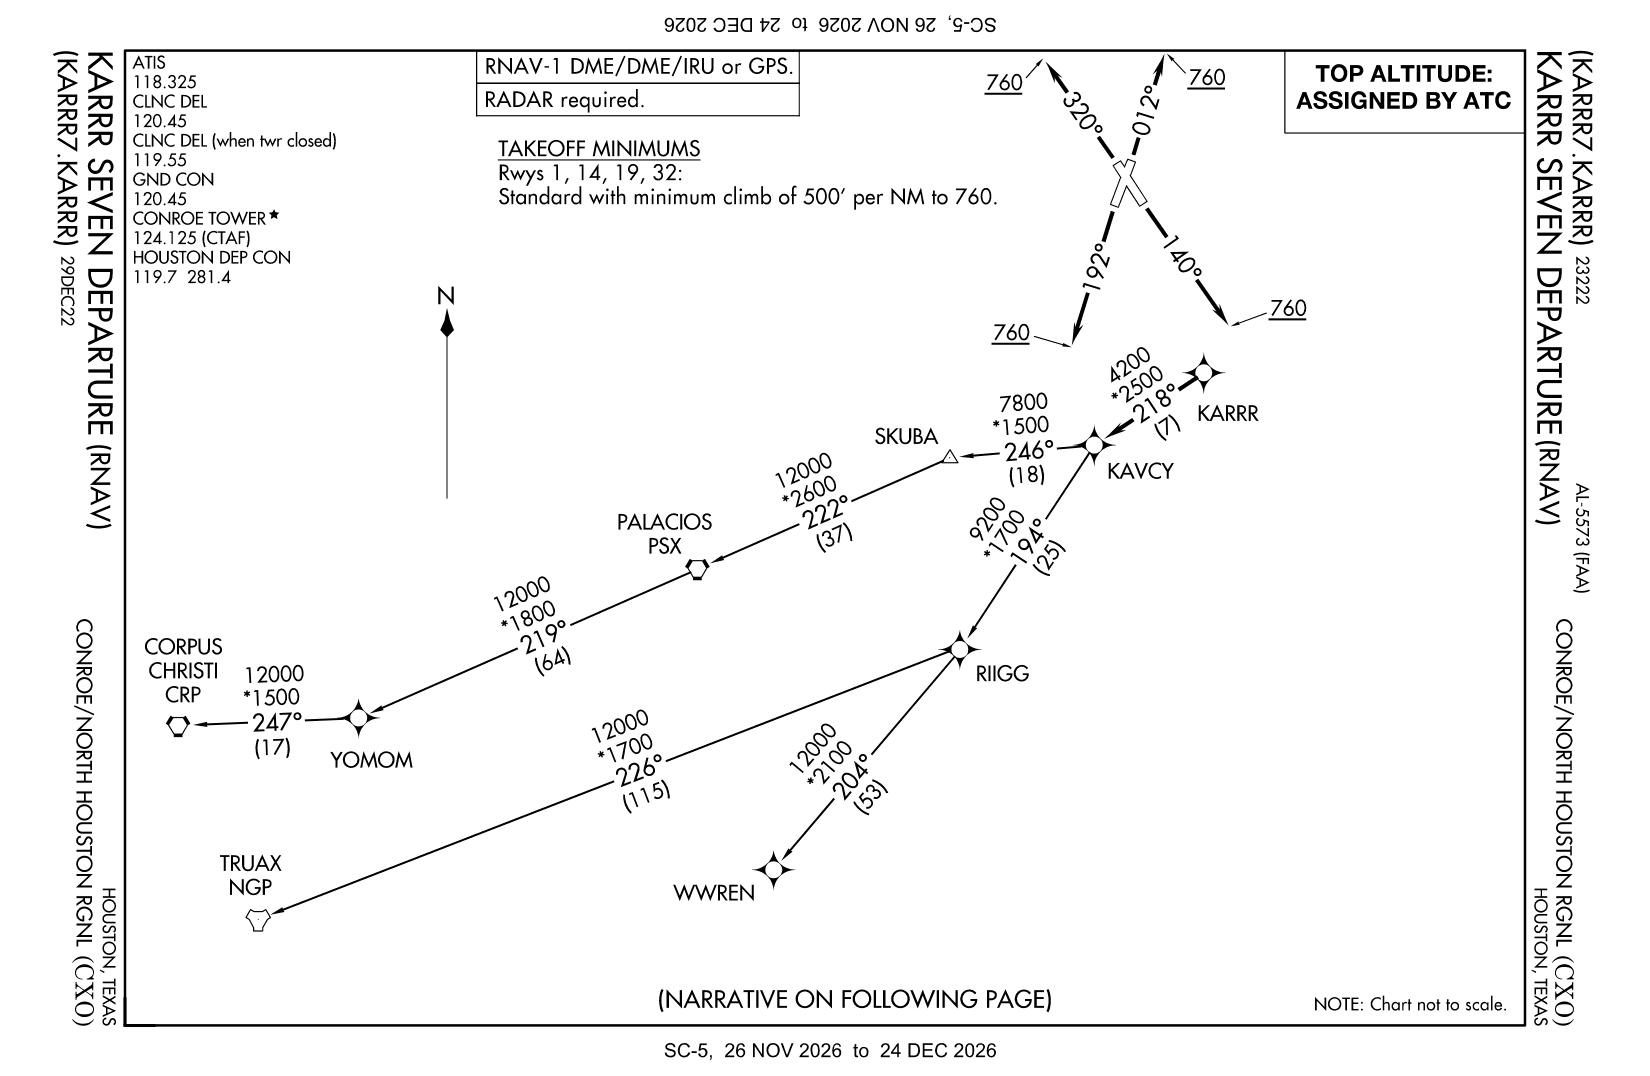 SC-5, 26 NOV 2026 to 24 DEC 2026
(KARRR7.KARRR) 29DEC22
KARRR SEVEN DEPARTURE (RNAV)
CONROE/NORTH HOUSTON RGNL (CXO)
HOUSTON, TEXAS
ATIS
118.325
CLNC DEL
120.45
CLNC DEL (when twr closed)
119.55
GND CON
120.45
CONROE TOWER★
124.125 (CTAF)
HOUSTON DEP CON
119.7 281.4
RNAV-1 DME/DME/IRU or GPS.
RADAR required.
TAKEOFF MINIMUMS
Rwys 1, 14, 19, 32:
Standard with minimum climb of 500′ per NM to 760.
TOP ALTITUDE:
ASSIGNED BY ATC
760
320°
012°
760
192°
140°
760
760
N
4200
*2500
218°
(7)
KARRR
7800
*1500
246°
(18)
SKUBA
KAVCY
12000
*2600
222°
(37)
9200
*1700
194°
(25)
PALACIOS
PSX
12000
*1800
219°
(64)
CORPUS
CHRISTI
CRP
12000
*1500
247°
(17)
YOMOM
RIIGG
12000
*1700
226°
(115)
12000
*2100
204°
(53)
TRUAX
NGP
WWREN
(NARRATIVE ON FOLLOWING PAGE)
NOTE: Chart not to scale.
(KARRR7.KARRR) 23222
KARRR SEVEN DEPARTURE (RNAV)
AL-5573 (FAA)
CONROE/NORTH HOUSTON RGNL (CXO)
HOUSTON, TEXAS
SC-5, 26 NOV 2026 to 24 DEC 2026